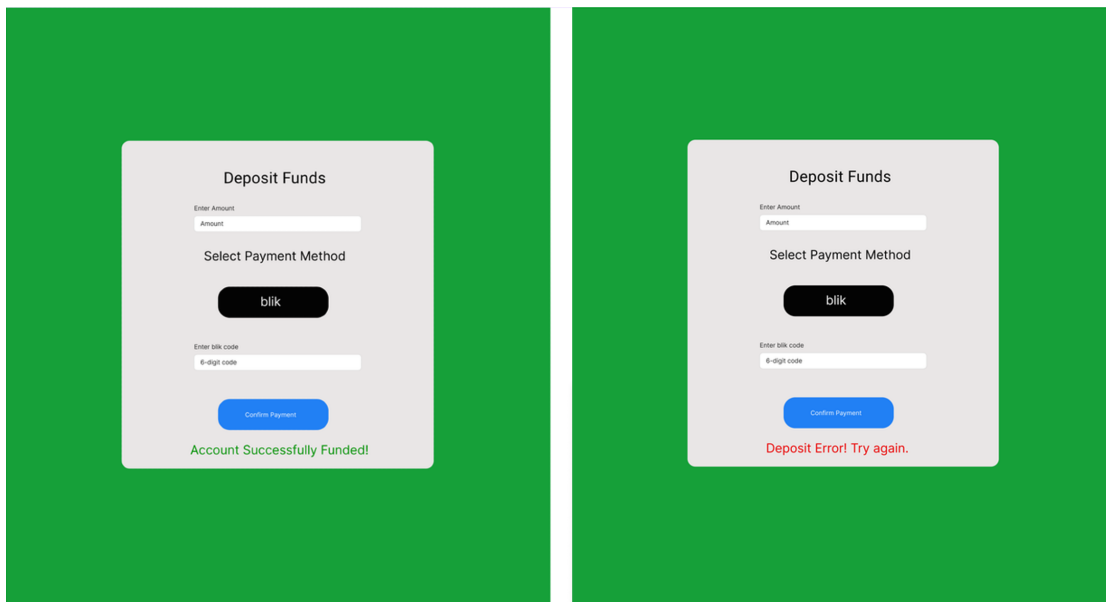 Deposit Funds
Enter Amount
Amount
Select Payment Method
blik
Enter blik code
6-digit code
Confirm Payment
Account Successfully Funded!
Deposit Funds
Enter Amount
Amount
Select Payment Method
blik
Enter blik code
6-digit code
Confirm Payment
Deposit Error! Try again.